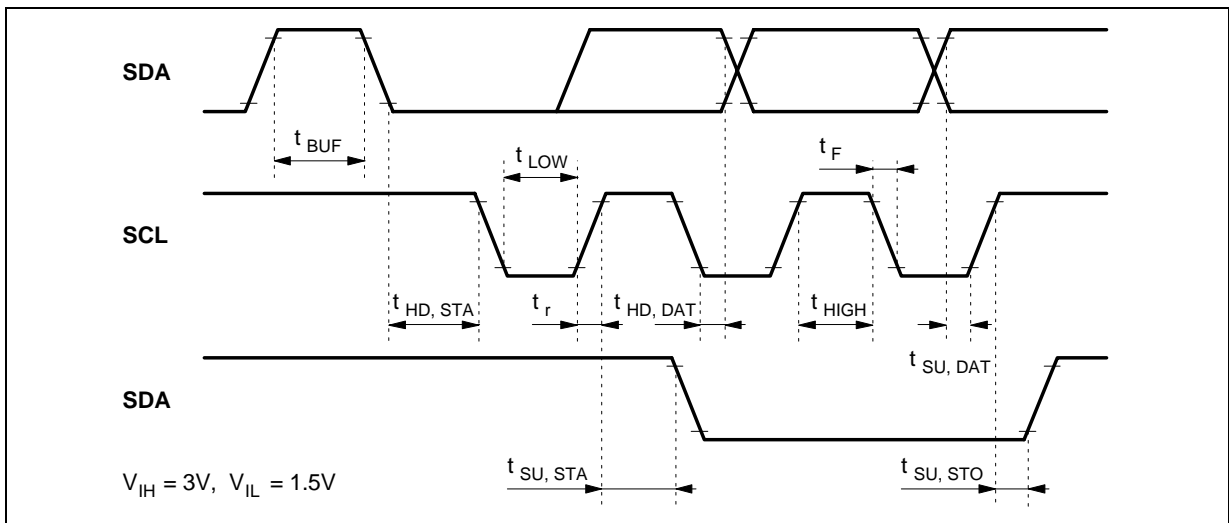 SDA
t BUF
t LOW
t F
SCL
t HD, STA
t r
t HD, DAT
t HIGH
t SU, DAT
SDA
t SU, STA
t SU, STO
V IH = 3V, V IL = 1.5V